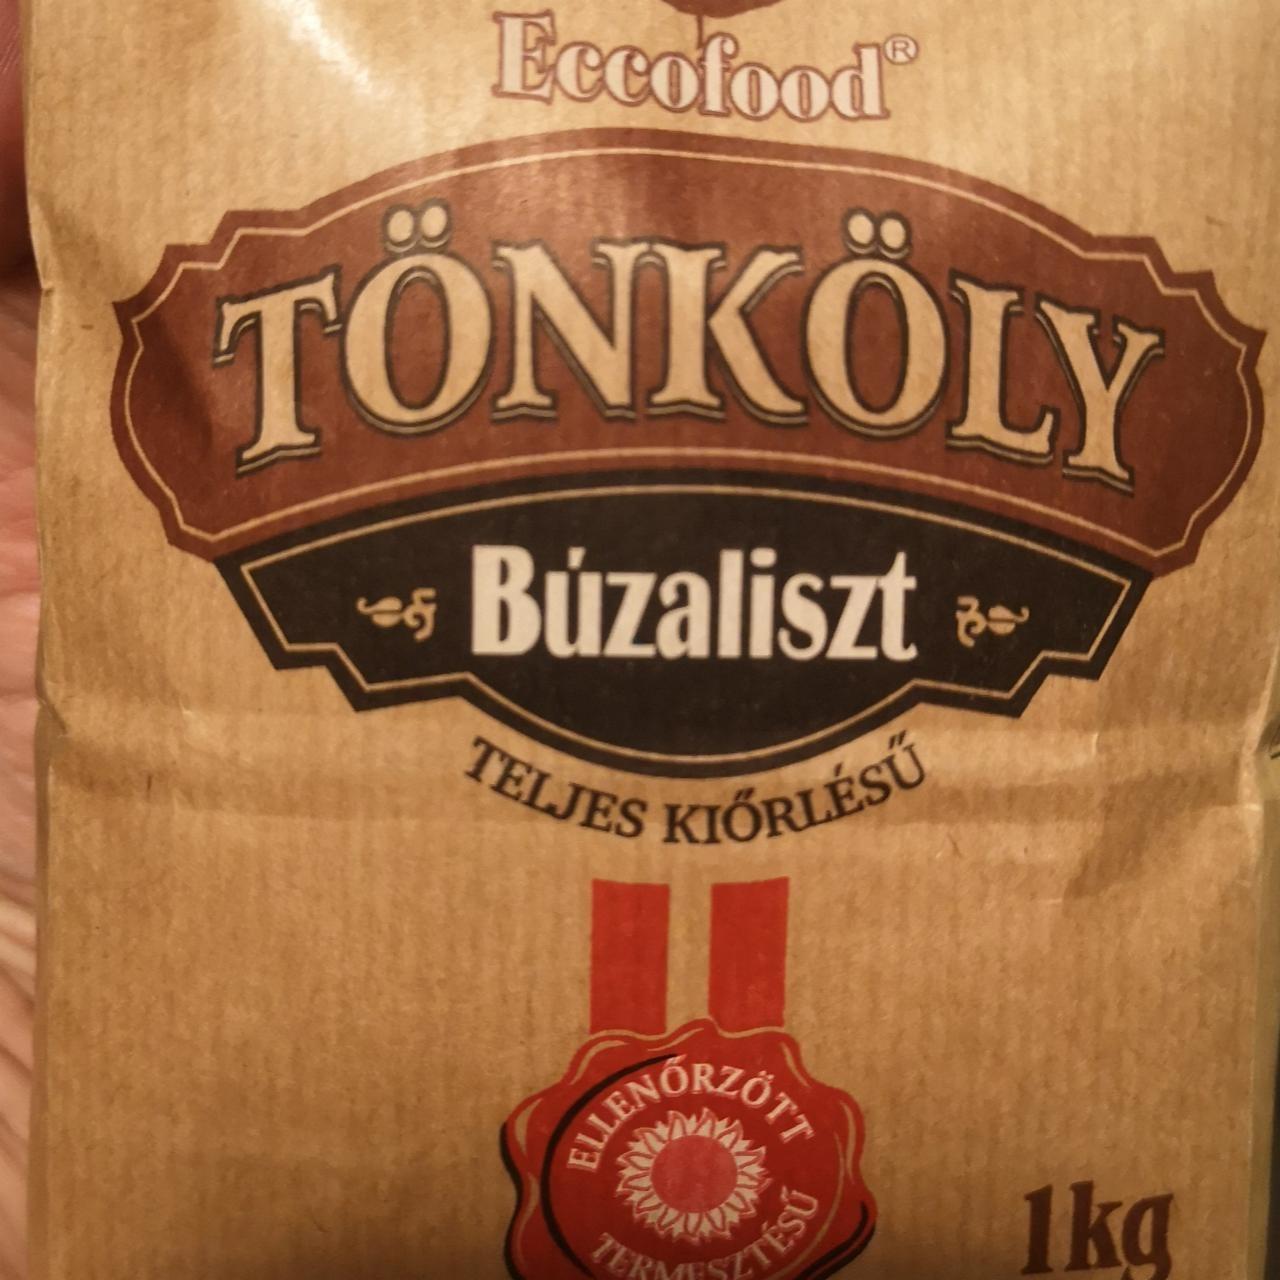 Eccofood®
TÖNKÖLY
Búzaliszt
TELJES KIŐRLÉSŰ
ELLENŐRZÖTT
TERMESZTÉSŰ
1kg